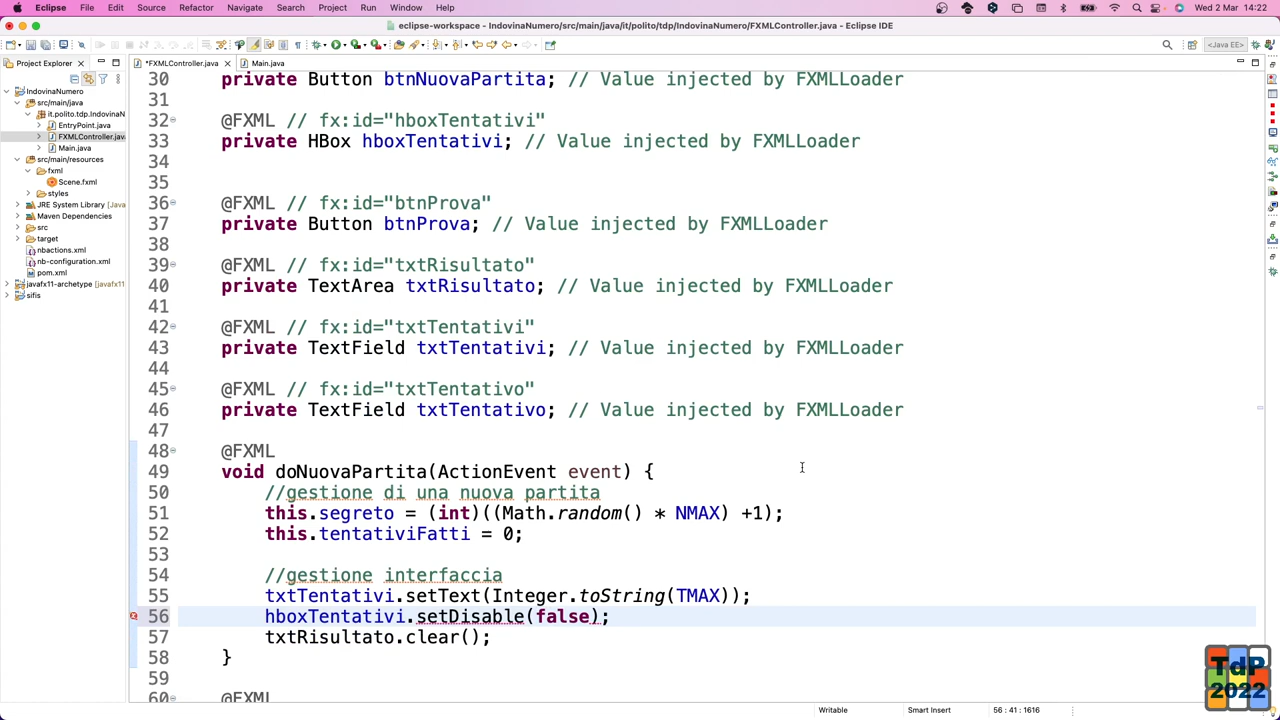 Eclipse File Edit Source Refactor Navigate Search Project Run Window Help Wed 2 Mar 14:22
eclipse-workspace - IndovinaNumero/src/main/java/it/polito/tdp/IndovinaNumero/FXMLController.java - Eclipse IDE
<Java EE>
Project Explorer
*FXMLController.java
Main.java
IndovinaNumero
src/main/java
it.polito.tdp.IndovinaN
EntryPoint.java
FXMLController.java
Main.java
src/main/resources
fxml
Scene.fxml
styles
JRE System Library [Java
Maven Dependencies
src
target
nbactions.xml
nb-configuration.xml
pom.xml
javafx11-archetype [javafx11
sifis
30 private Button btnNuovaPartita; // Value injected by FXMLLoader
31
32 @FXML // fx:id="hboxTentativi"
33 private HBox hboxTentativi; // Value injected by FXMLLoader
34
35
36 @FXML // fx:id="btnProva"
37 private Button btnProva; // Value injected by FXMLLoader
38
39 @FXML // fx:id="txtRisultato"
40 private TextArea txtRisultato; // Value injected by FXMLLoader
41
42 @FXML // fx:id="txtTentativi"
43 private TextField txtTentativi; // Value injected by FXMLLoader
44
45 @FXML // fx:id="txtTentativo"
46 private TextField txtTentativo; // Value injected by FXMLLoader
47
48 @FXML
49 void doNuovaPartita(ActionEvent event) {
50 //gestione di una nuova partita
51 this.segreto = (int)((Math.random() * NMAX) +1);
52 this.tentativiFatti = 0;
53
54 //gestione interfaccia
55 txtTentativi.setText(Integer.toString(TMAX));
56 hboxTentativi.setDisable(false);
57 txtRisultato.clear();
58 }
59
60 @FXML
TdP
2022
Writable Smart Insert 56 : 41 : 1616